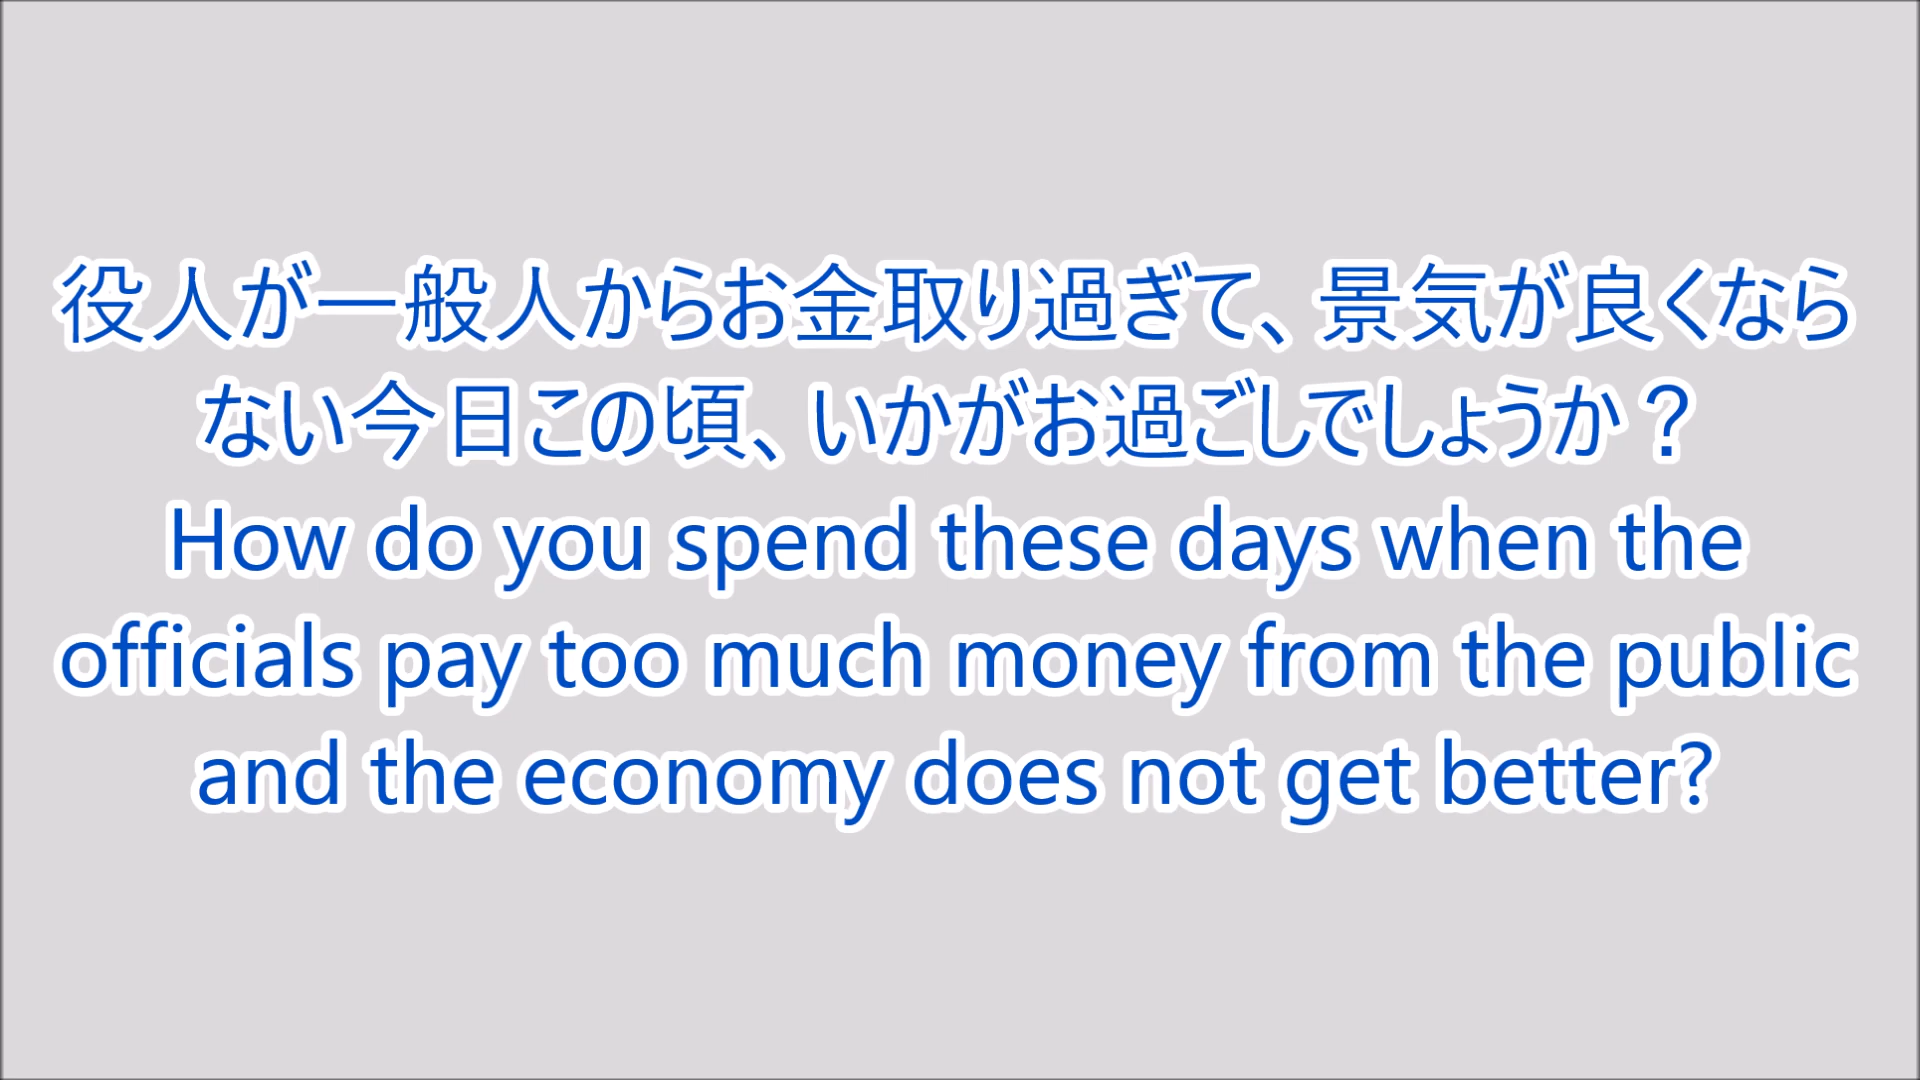 役人が一般人からお金取り過ぎて、景気が良くなら
ない今日この頃、いかがお過ごしでしょうか？
How do you spend these days when the
officials pay too much money from the public
and the economy does not get better?